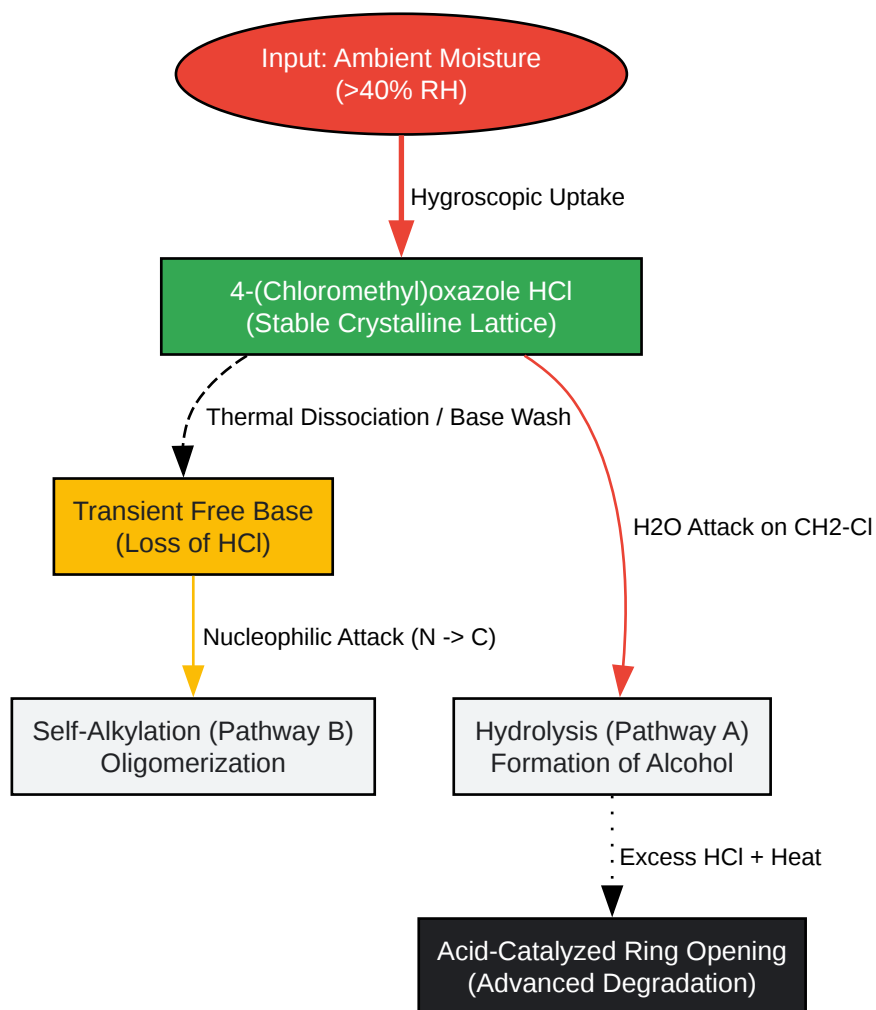 Input: Ambient Moisture
(>40% RH)
Hygroscopic Uptake
4-(Chloromethyl)oxazole HCl
(Stable Crystalline Lattice)
Thermal Dissociation / Base Wash
Transient Free Base
(Loss of HCl)
H2O Attack on CH2-Cl
Nucleophilic Attack (N -> C)
Self-Alkylation (Pathway B)
Oligomerization
Hydrolysis (Pathway A)
Formation of Alcohol
Excess HCl + Heat
Acid-Catalyzed Ring Opening
(Advanced Degradation)